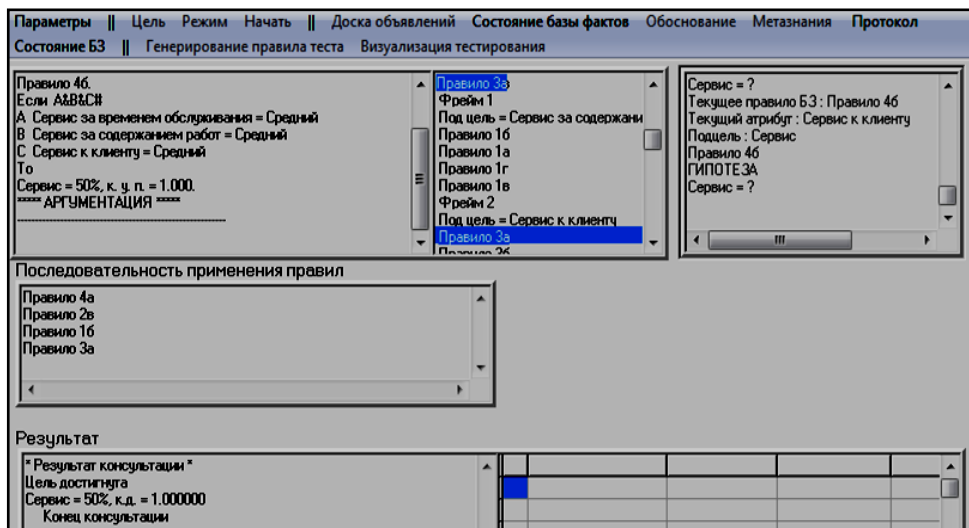 Параметры || Цель Режим Начать || Доска объявлений Состояние базы фактов Обоснование Метазнания Протокол
Состояние БЗ || Генерирование правила теста Визуализация тестирования
Правило 4б.
Если A&B&C#
A Сервис за временем обслуживания = Средний
B Сервис за содержанием работ = Средний
C Сервис к клиенту = Средний
То
Сервис = 50%, к. у. п. = 1.000.
***** АРГУМЕНТАЦИЯ *****
Правило 3а
Фрейм 1
Под цель = Сервис за содержани
Правило 1б
Правило 1а
Правило 1г
Правило 1в
Фрейм 2
Под цель = Сервис к клиенту
Правило 3а
Правило 3б
Сервис = ?
Текущее правило БЗ : Правило 4б
Текущий атрибут : Сервис к клиенту
Подцель : Сервис
Правило 4б
ГИПОТЕЗА
Сервис = ?
Последовательность применения правил
Правило 4а
Правило 2в
Правило 1б
Правило 3а
Результат
* Результат консультации *
Цель достигнута
Сервис = 50%, к.д. = 1.000000
Конец консультации